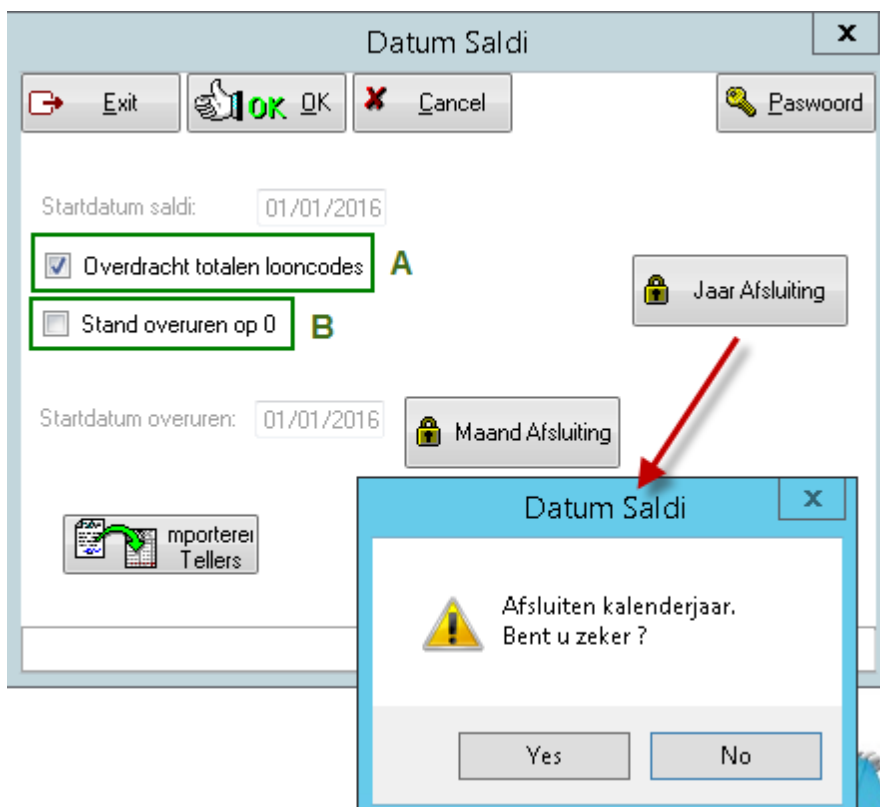 Datum Saldi
x
Exit
OK OK
Cancel
Paswoord
Startdatum saldi: 01/01/2016
Overdracht totalen looncodes A
Jaar Afsluiting
Stand overuren op 0 B
Startdatum overuren: 01/01/2016
Maand Afsluiting
mporterei
Tellers
Datum Saldi
x
Afsluiten kalenderjaar.
Bent u zeker ?
Yes
No